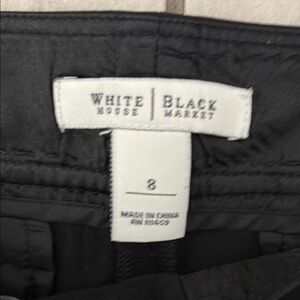 WHITE | BLACK
HOUSE | MARKET
8
MADE IN CHINA